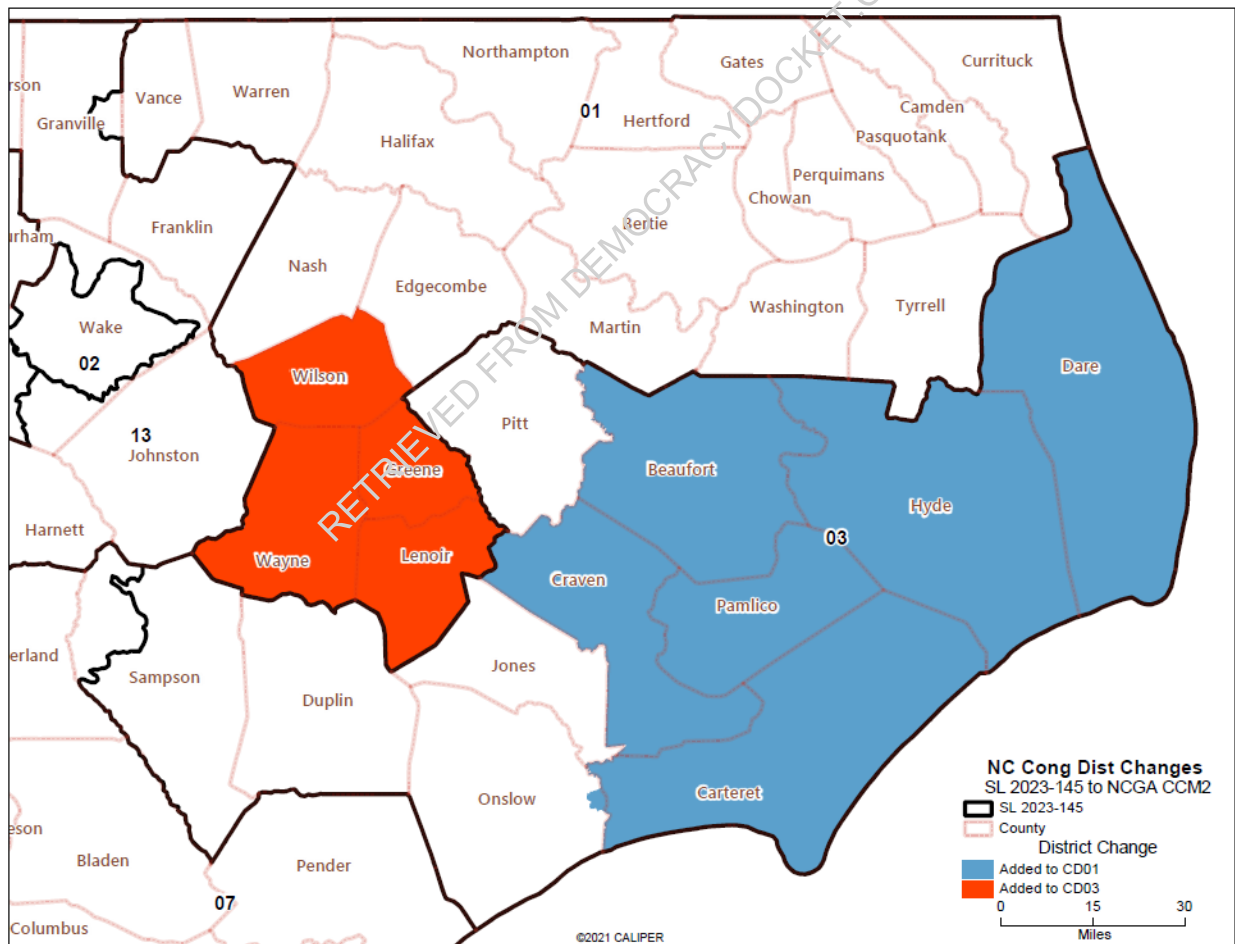 Northampton
Gates
Currituck
rson
Vance
Warren
Camden
01
Hertford
Granville
Halifax
Pasquotank
Perquimans
Chowan
Franklin
Bertie
urham
Nash
Edgecombe
Washington
Tyrrell
Wake
Martin
02
Dare
Wilson
Pitt
13
Johnston
Greene
Beaufort
Hyde
Harnett
03
Wayne
Lenoir
Craven
Pamlico
erland
Jones
Sampson
Duplin
Onslow
Carteret
eson
Bladen
Pender
07
Columbus
RETRIEVED FROM DEMOCRACYDOCKET.C
NC Cong Dist Changes
SL 2023-145 to NCGA CCM2
SL 2023-145
County
District Change
Added to CD01
Added to CD03
0 15 30
Miles
©2021 CALIPER